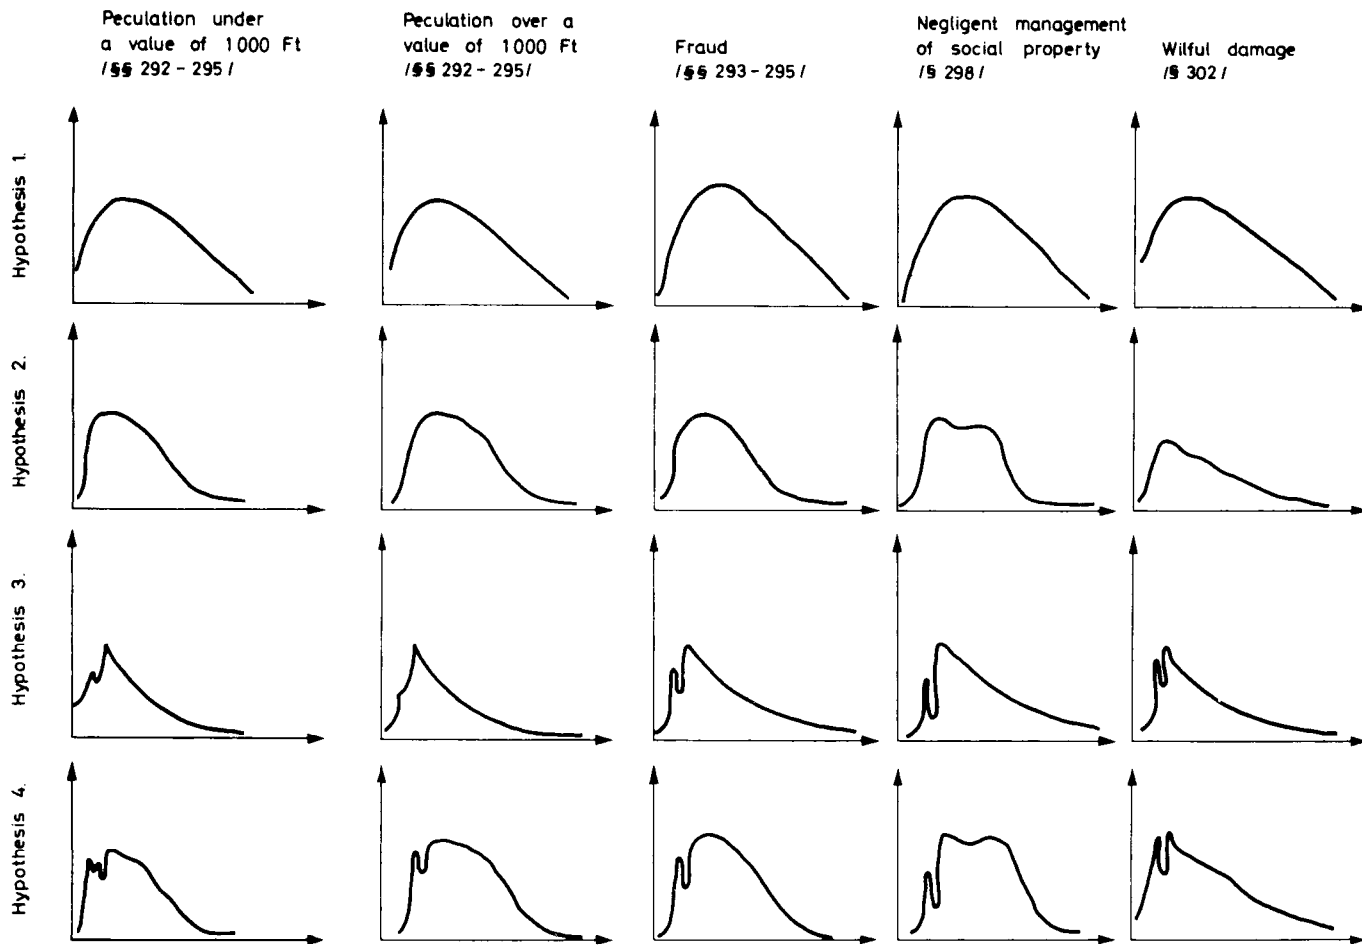 Peculation under
a value of 1000 Ft
/§§ 292 - 295/
Peculation over a
value of 1000 Ft
/§§ 292 - 295/
Fraud
/§§ 293 - 295/
Negligent management
of social property
/§ 298/
Wilful damage
/§ 302/
Hypothesis 1.
Hypothesis 2.
Hypothesis 3.
Hypothesis 4.